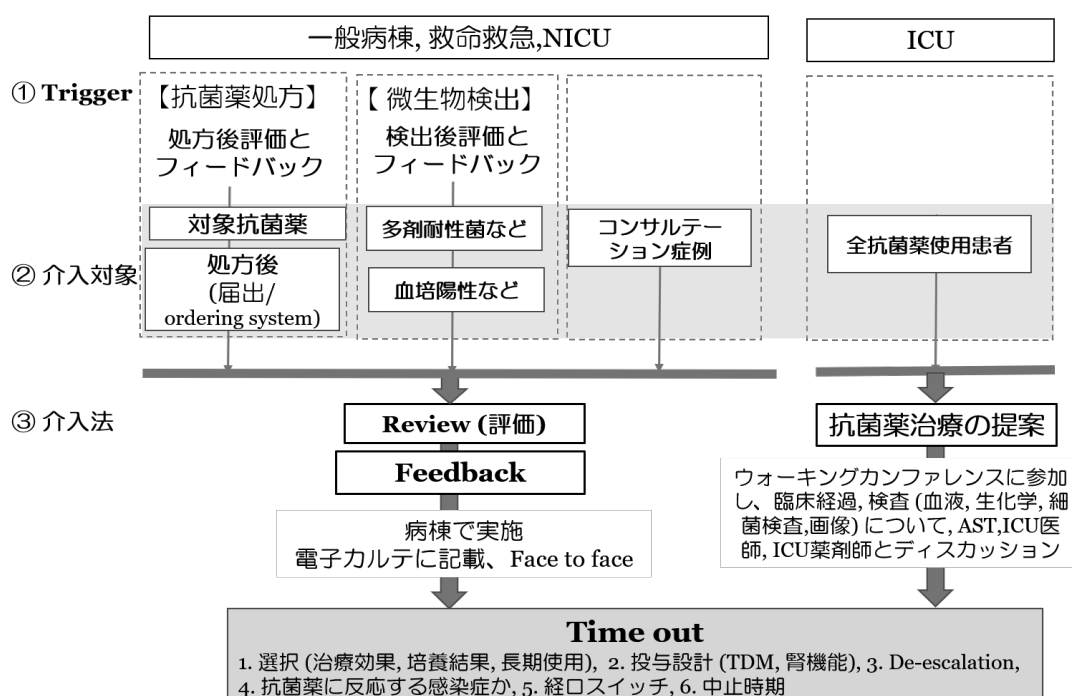 一般病棟, 救命救急,NICU
ICU
① Trigger
【抗菌薬処方】
処方後評価と
フィードバック
【 微生物検出】
検出後評価と
フィードバック
② 介入対象
対象抗菌薬
処方後
(届出/
ordering system)
多剤耐性菌など
血培陽性など
コンサルテー
ション症例
全抗菌薬使用患者
③ 介入法
Review (評価)
Feedback
病棟で実施
電子カルテに記載、Face to face
抗菌薬治療の提案
ウォーキングカンファレンスに参加
し、臨床経過, 検査 (血液, 生化学, 細
菌検査,画像) について, AST,ICU医
師, ICU薬剤師とディスカッション
Time out
1. 選択 (治療効果, 培養結果, 長期使用),  2. 投与設計 (TDM, 腎機能), 3. De-escalation,
4. 抗菌薬に反応する感染症か, 5. 経口スイッチ, 6. 中止時期